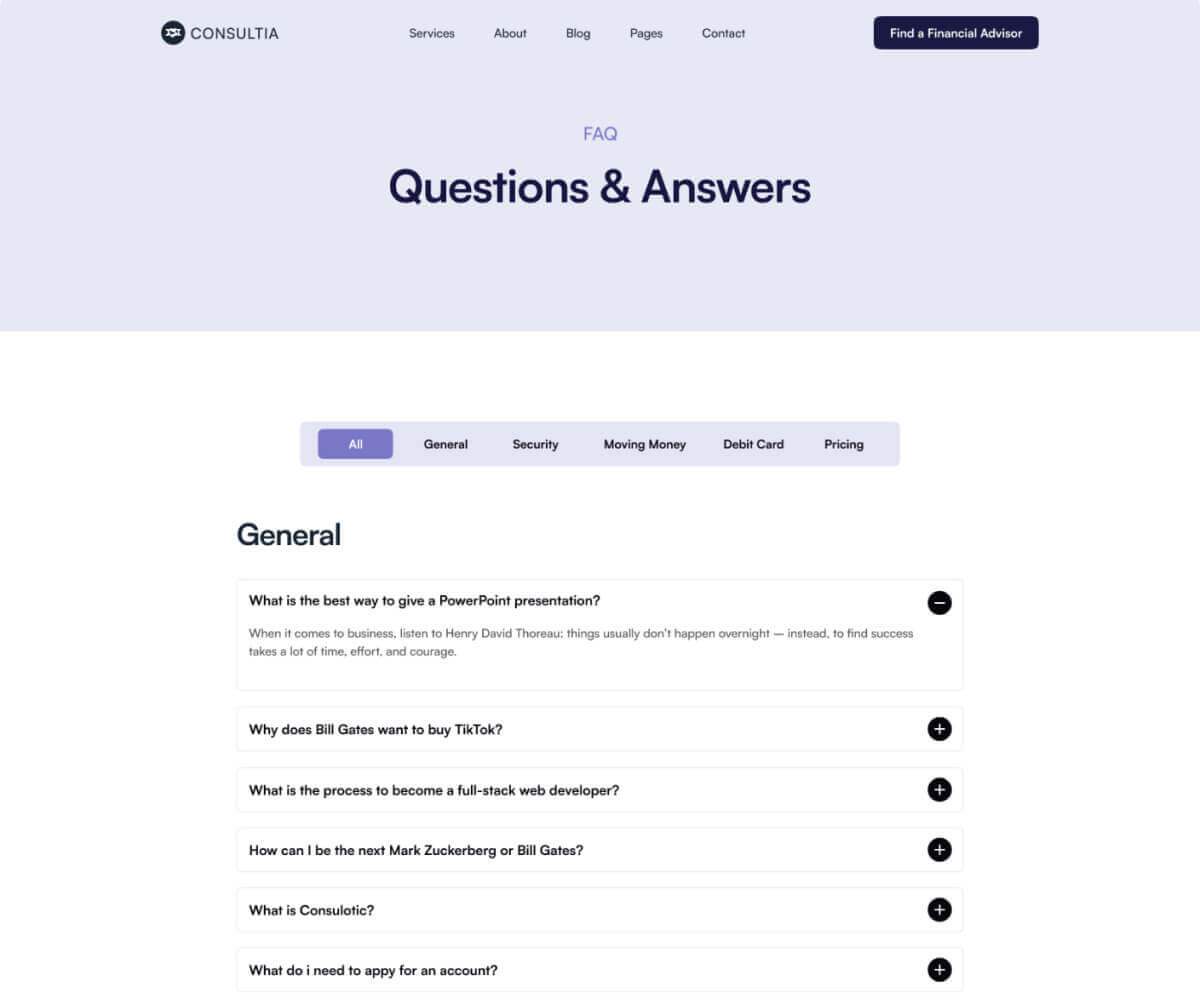 CONSULTIA
Services
About
Blog
Pages
Contact
Find a Financial Advisor
FAQ
Questions & Answers
All
General
Security
Moving Money
Debit Card
Pricing
General
What is the best way to give a PowerPoint presentation?
When it comes to business, listen to Henry David Thoreau: things usually don't happen overnight — instead, to find success
takes a lot of time, effort, and courage.
Why does Bill Gates want to buy TikTok?
What is the process to become a full-stack web developer?
How can I be the next Mark Zuckerberg or Bill Gates?
What is Consulotic?
What do i need to appy for an account?